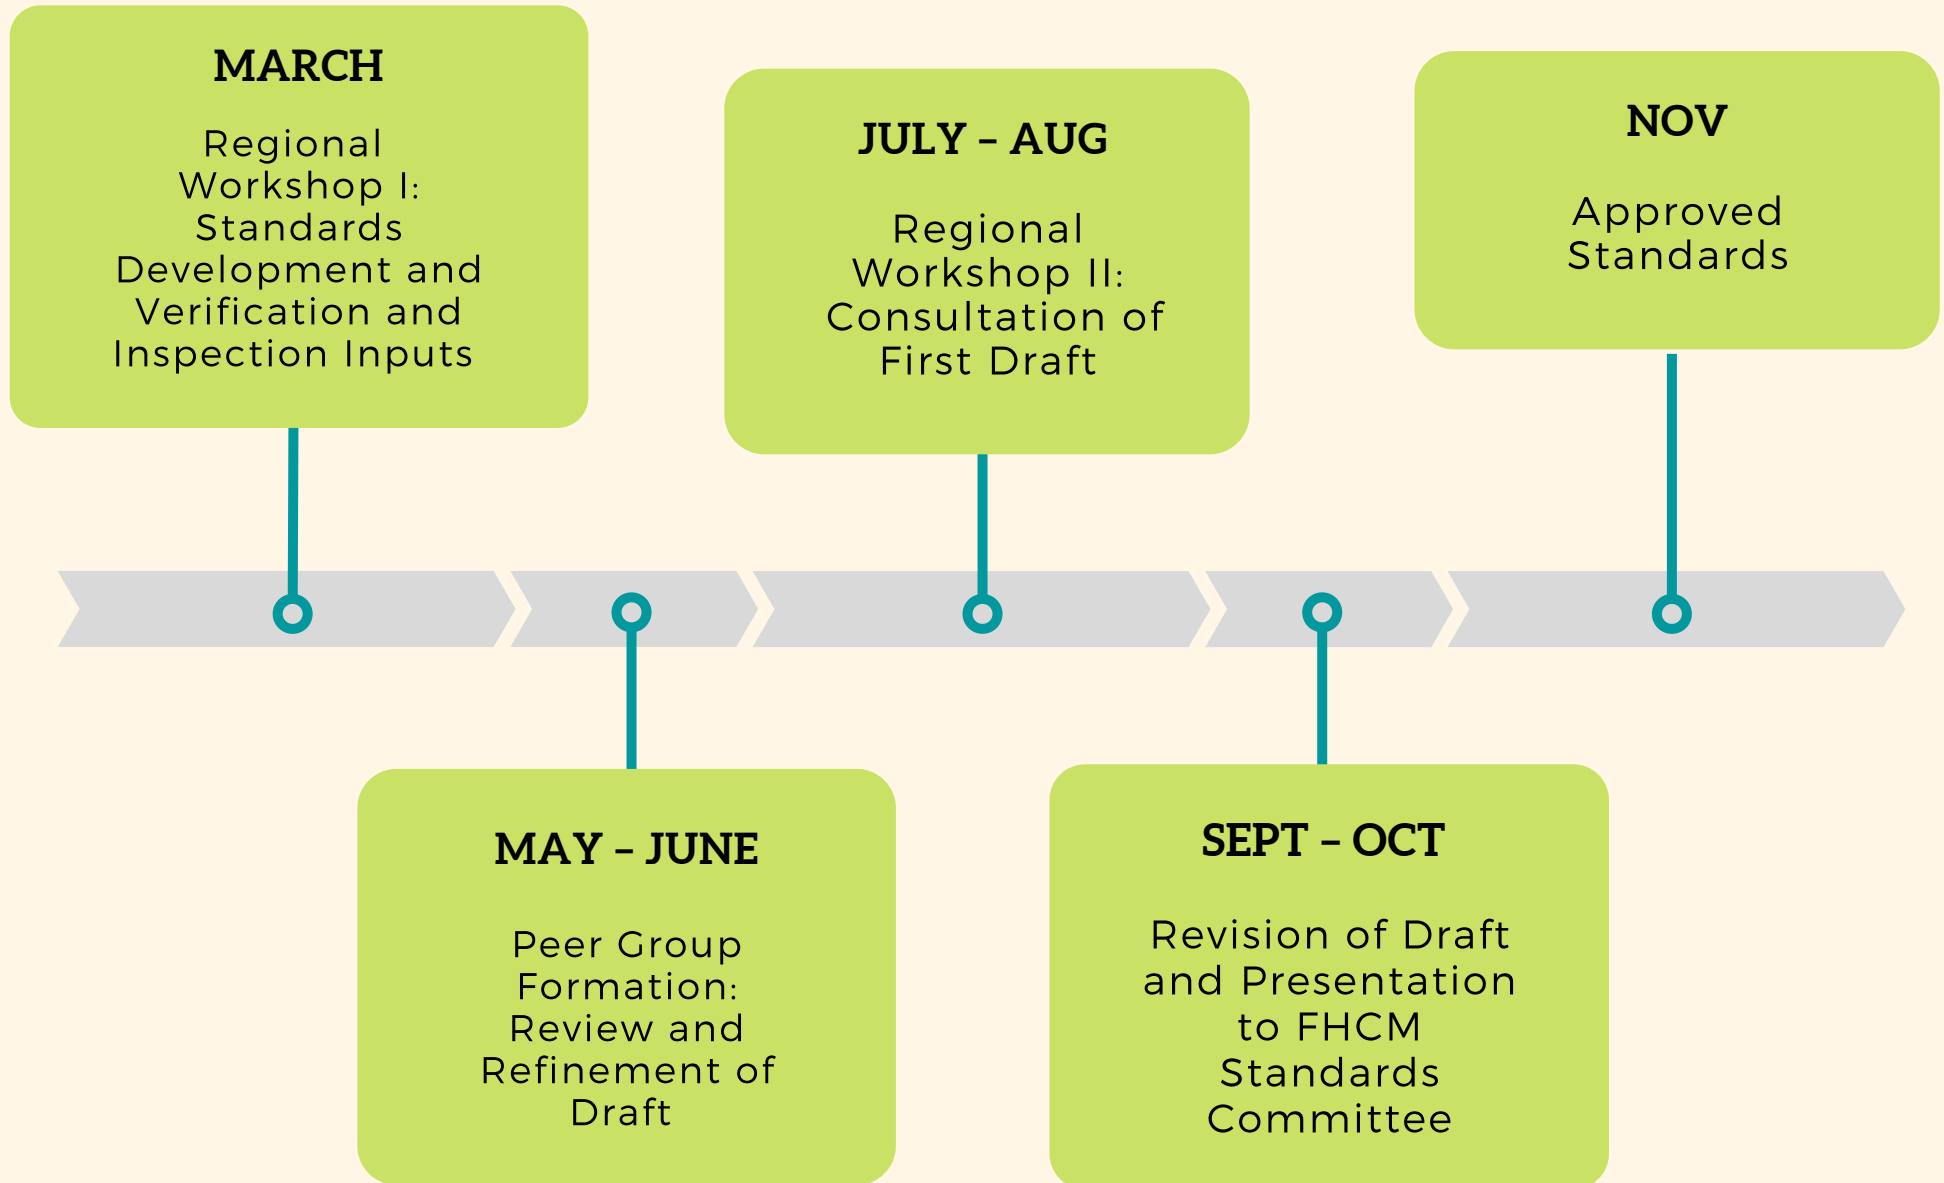 MARCH
Regional
Workshop I:
Standards
Development and
Verification and
Inspection Inputs
MAY – JUNE
Peer Group
Formation:
Review and
Refinement of
Draft
JULY – AUG
Regional
Workshop II:
Consultation of
First Draft
SEPT – OCT
Revision of Draft
and Presentation
to FHCM
Standards
Committee
NOV
Approved
Standards